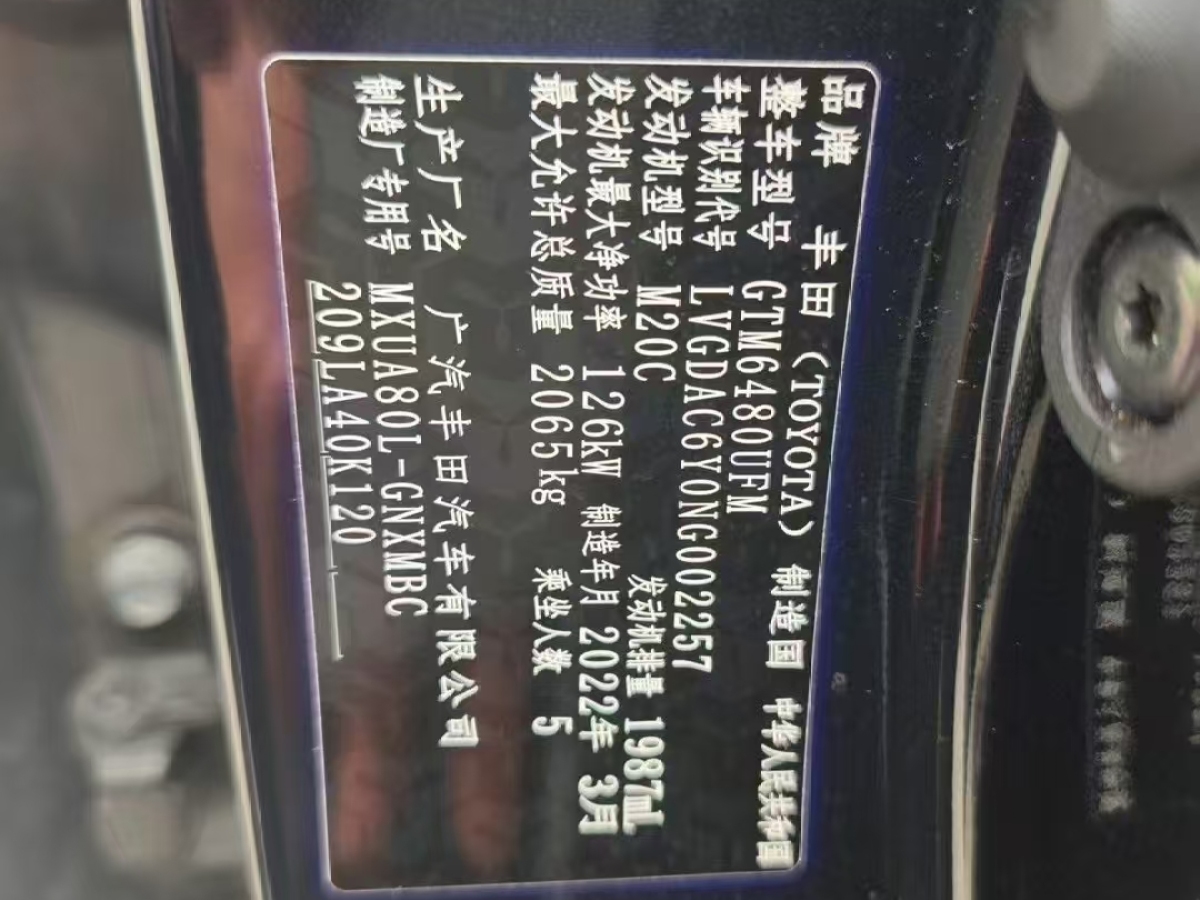 品牌 丰田（TOYOTA） 制造国 中华人民共和国
整车型号 GTM6480UFM
车辆识别代号 LVGDAC6Y0NG002257
发动机型号 M20C 发动机排量 1987mL
发动机最大净功率 126kW 制造年月 2022年 3月
最大允许总质量 2065kg 乘坐人数 5
生产厂名 广汽丰田汽车有限公司
制造厂专用号 MXUA80L-GNXMBC
209LA40K120